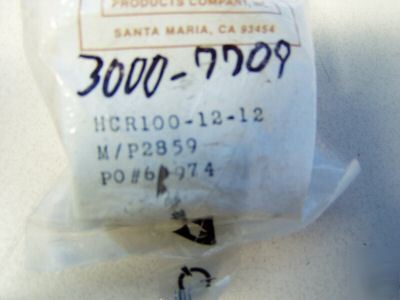 PRODUCTS COMPANY,
SANTA MARIA, CA 93454
3000-7709
HCR100-12-12
M/P2859